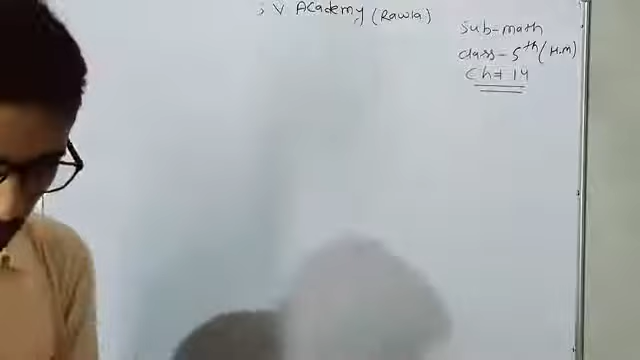 V Academy (Rawla)
Sub-math
class-5th (H.M)
Ch# 14